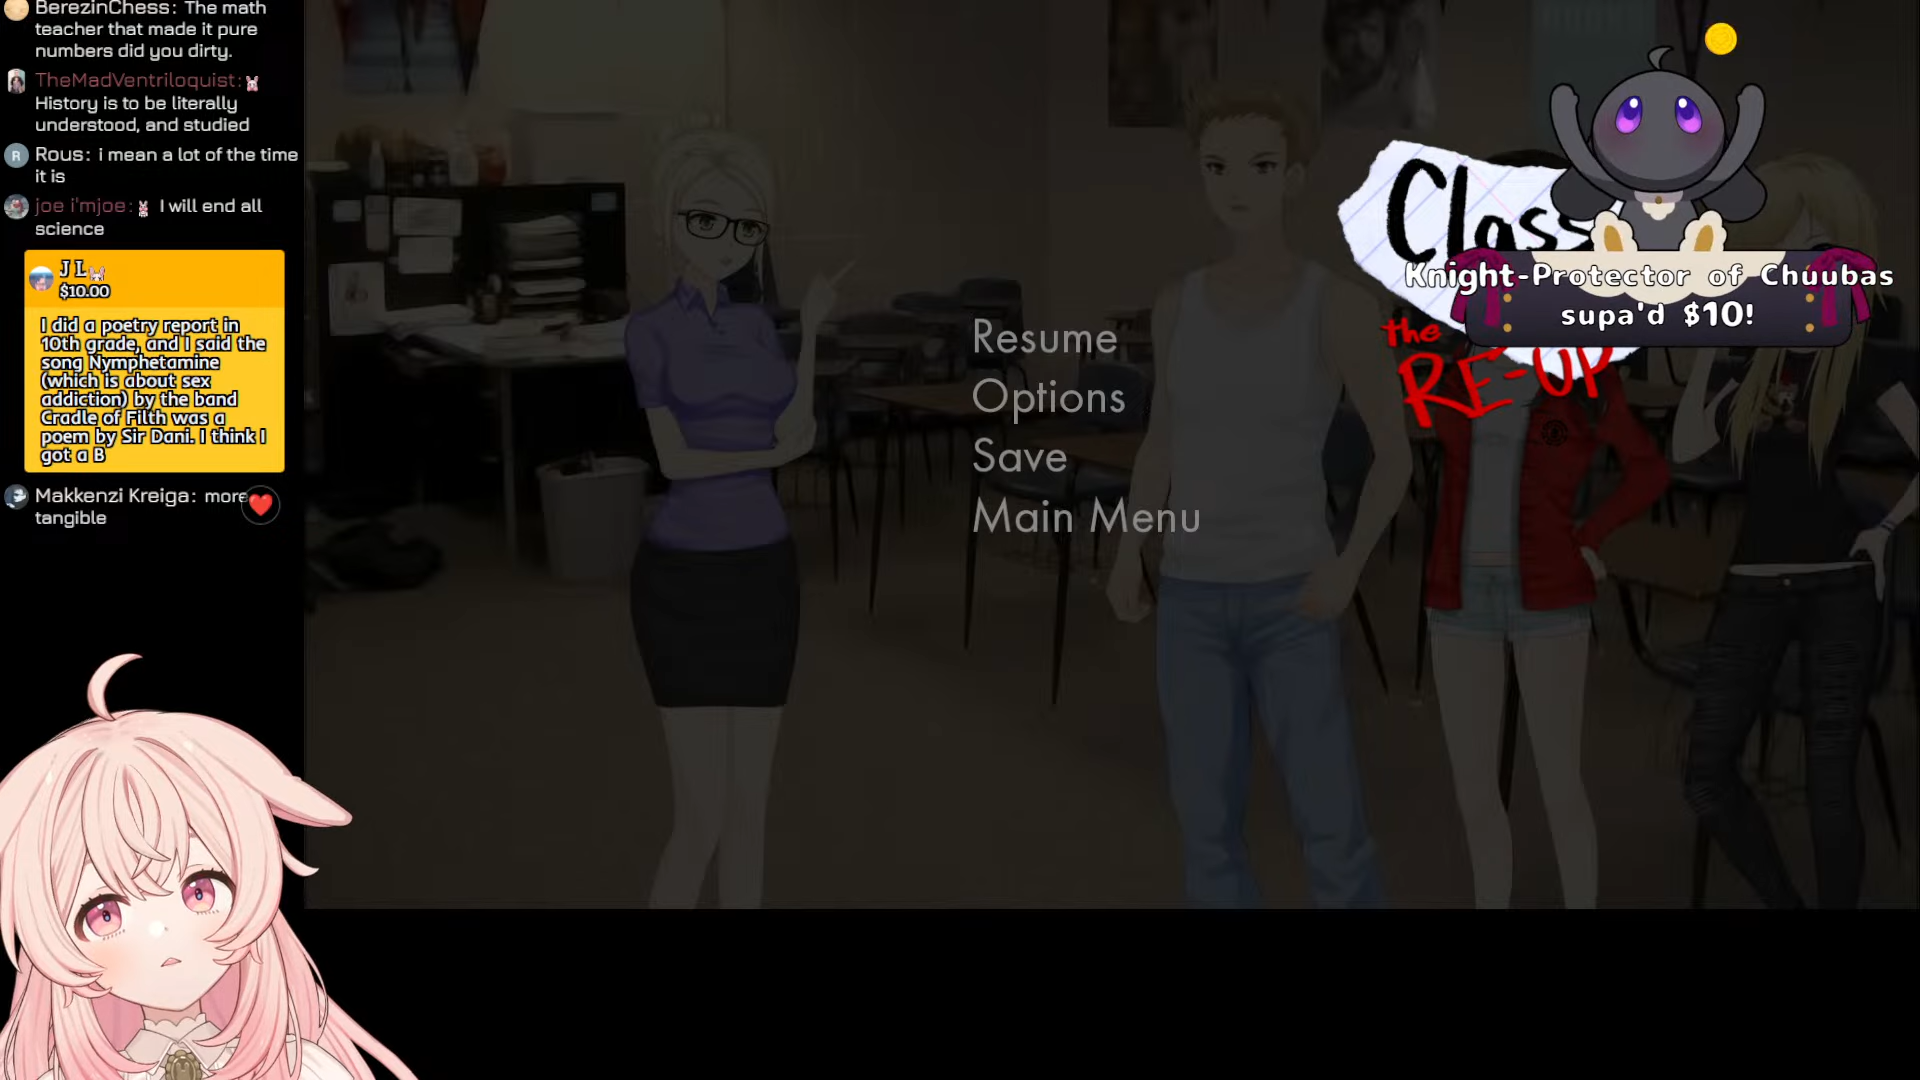 BerezinChess: The math
teacher that made it pure
numbers did you dirty.
TheMadVentriloquist:
History is to be literally
understood, and studied
R Rous: i mean a lot of the time
it is
joe i'mjoe: I will end all
science
J L
$10.00
I did a poetry report in
10th grade, and I said the
song Nymphetamine
(which is about sex
addiction) by the band
Cradle of Filth was a
poem by Sir Dani. I think I
got a B
Makkenzi Kreiga: more
tangible
Resume
Options
Save
Main Menu
Class
the
RE-UP
Knight-Protector of Chuubas
supa'd $10!